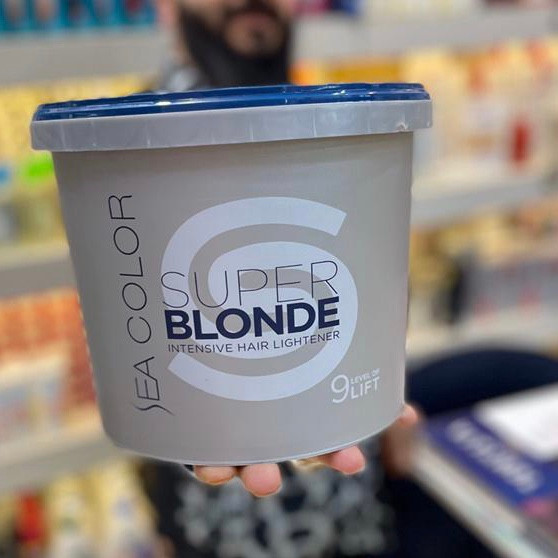 SEA COLOR
SUPER
BLONDE
INTENSIVE HAIR LIGHTENER
9 LEVEL OF
LIFT